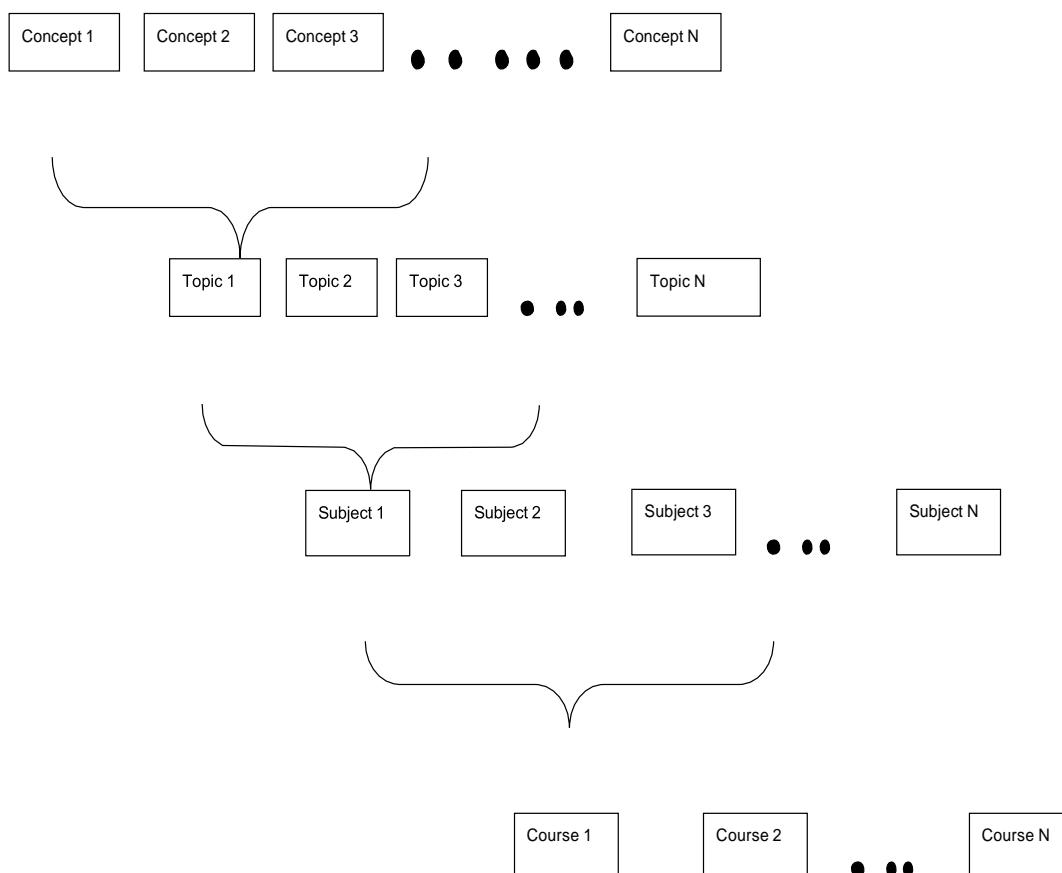 Concept 1
Concept 2
Concept 3
Concept N
Topic 1
Topic 2
Topic 3
Topic N
Subject 1
Subject 2
Subject 3
Subject N
Course 1
Course 2
Course N